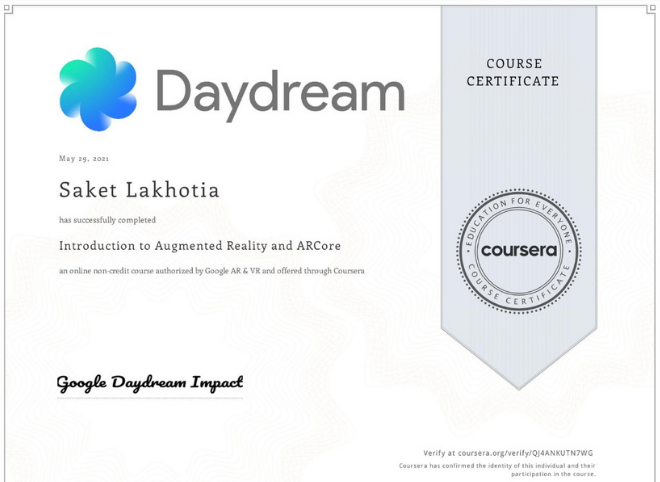 Daydream
COURSE
CERTIFICATE
May 29, 2021
Saket Lakhotia
has successfully completed
Introduction to Augmented Reality and ARCore
an online non-credit course authorized by Google AR & VR and offered through Coursera
EDUCATION FOR EVERYONE
coursera
COURSE CERTIFICATE
Google Daydream Impact
Verify at coursera.org/verify/QJ4ANKUTN7WG
Coursera has confirmed the identity of this individual and their
participation in the course.